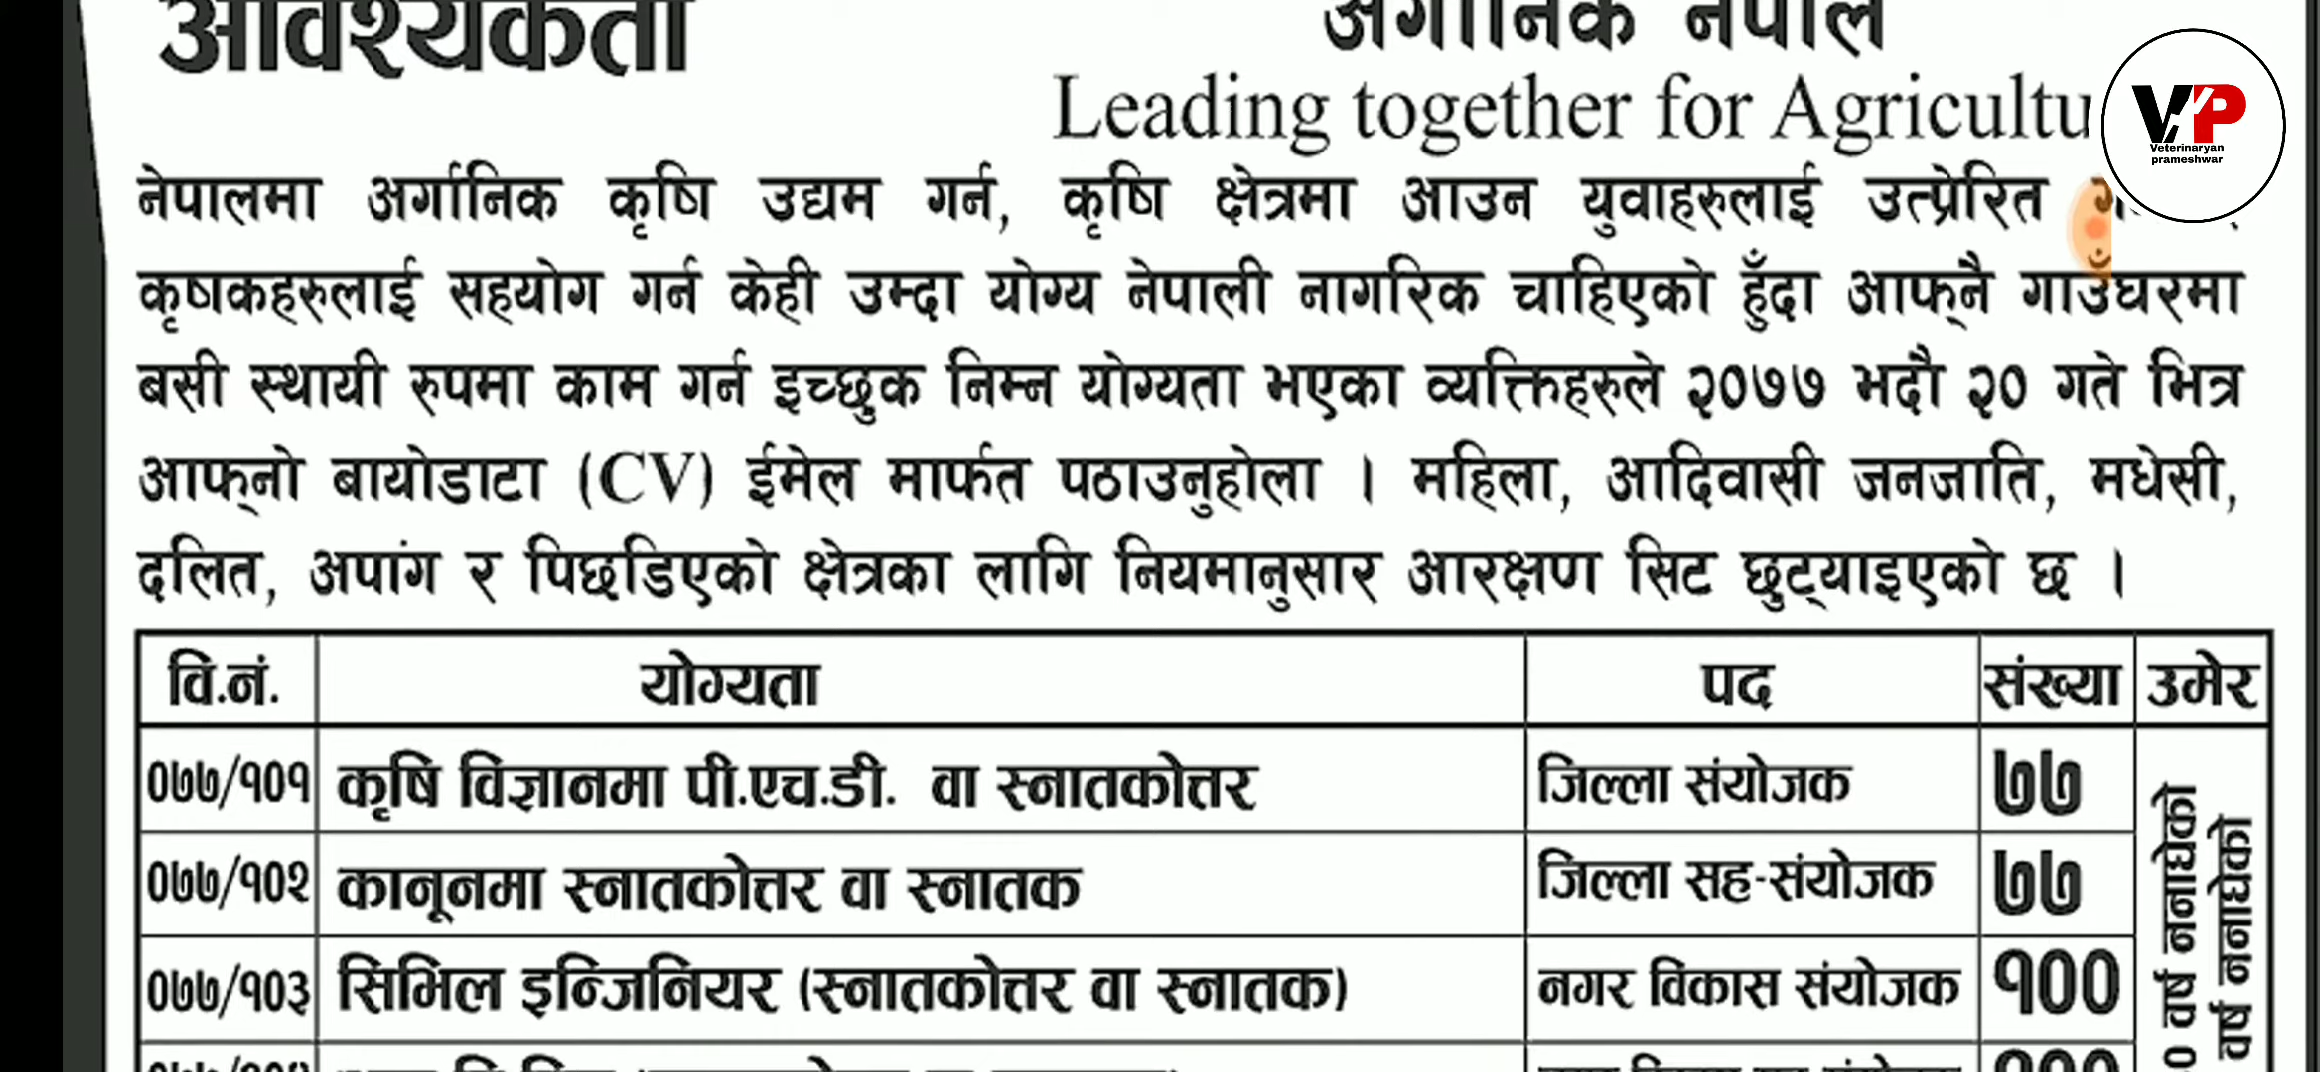 आवश्यकता
अर्गानिक नेपाल
Leading together for Agricultu
VAP
Veterinaryan
prameshwar
नेपालमा अर्गानिक कृषि उद्यम गर्न, कृषि क्षेत्रमा आउन युवाहरुलाई उत्प्रेरित
कृषकहरुलाई सहयोग गर्न केही उम्दा योग्य नेपाली नागरिक चाहिएको हुँदा आफ्नै गाउँघरमा
बसी स्थायी रुपमा काम गर्न इच्छुक निम्न योग्यता भएका व्यक्तिहरुले २०७७ भदौ २० गते भित्र
आफ्नो बायोडाटा (CV) ईमेल मार्फत पठाउनुहोला । महिला, आदिवासी जनजाति, मधेसी,
दलित, अपांग र पिछडिएको क्षेत्रका लागि नियमानुसार आरक्षण सिट छुट्याइएको छ ।
वि.नं. योग्यता पद संख्या उमेर
०७७/१०१ कृषि विज्ञानमा पी.एच.डी. वा स्नातकोत्तर जिल्ला संयोजक ७७
०७७/१०२ कानूनमा स्नातकोत्तर वा स्नातक जिल्ला सह-संयोजक ७७
०७७/१०३ सिभिल इन्जिनियर (स्नातकोत्तर वा स्नातक) नगर विकास संयोजक १००
वर्ष ननाघेको
वर्ष ननाघेको